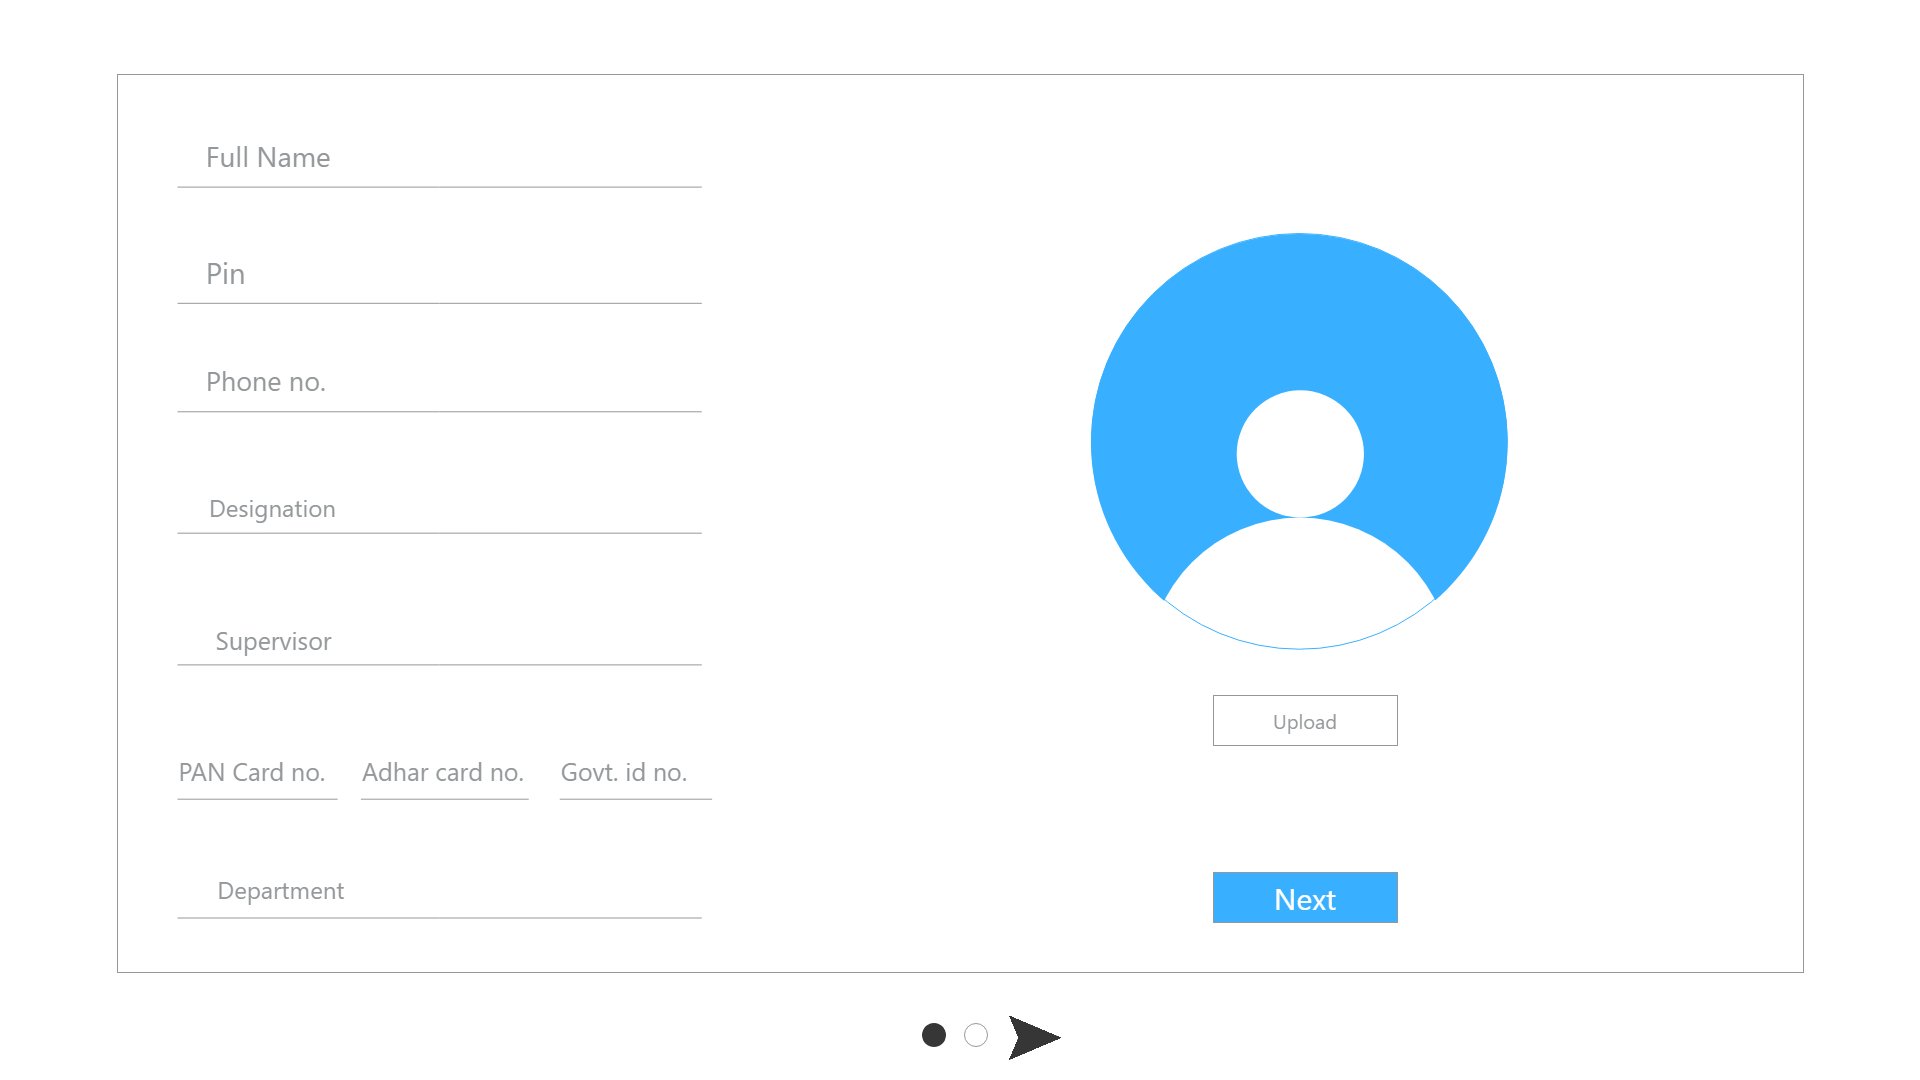 Full Name
Pin
Phone no.
Designation
Supervisor
PAN Card no. Adhar card no. Govt. id no.
Department
Upload
Next